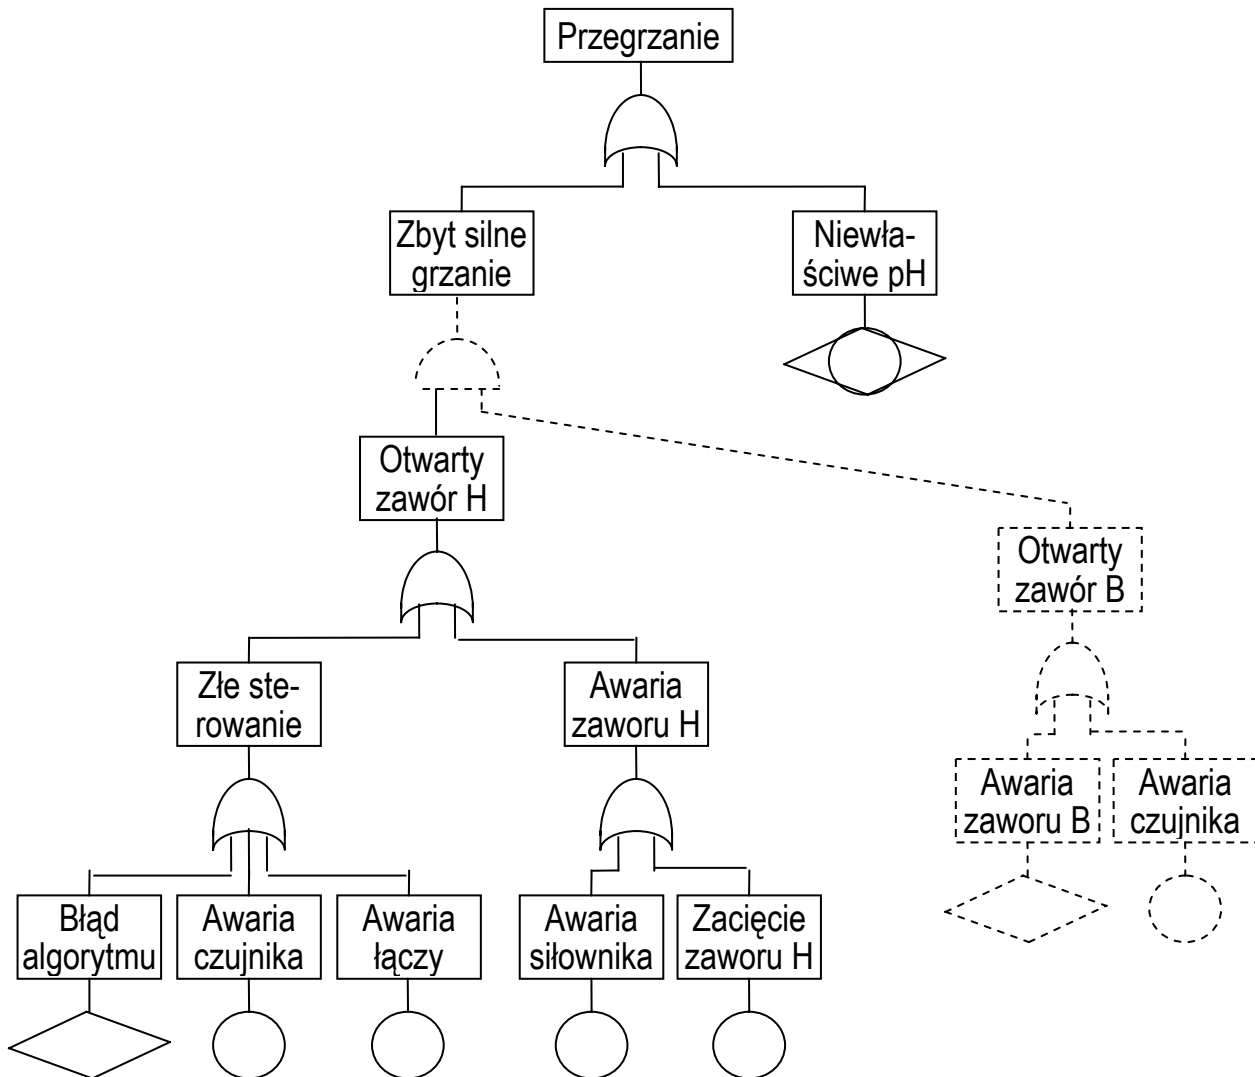 Przegrzanie
Zbyt silne
grzanie
Niewła-
ściwe pH
Otwarty
zawór H
Otwarty
zawór B
Złe ste-
rowanie
Awaria
zaworu H
Awaria
zaworu B
Awaria
czujnika
Błąd
algorytmu
Awaria
czujnika
Awaria
łączy
Awaria
siłownika
Zacięcie
zaworu H